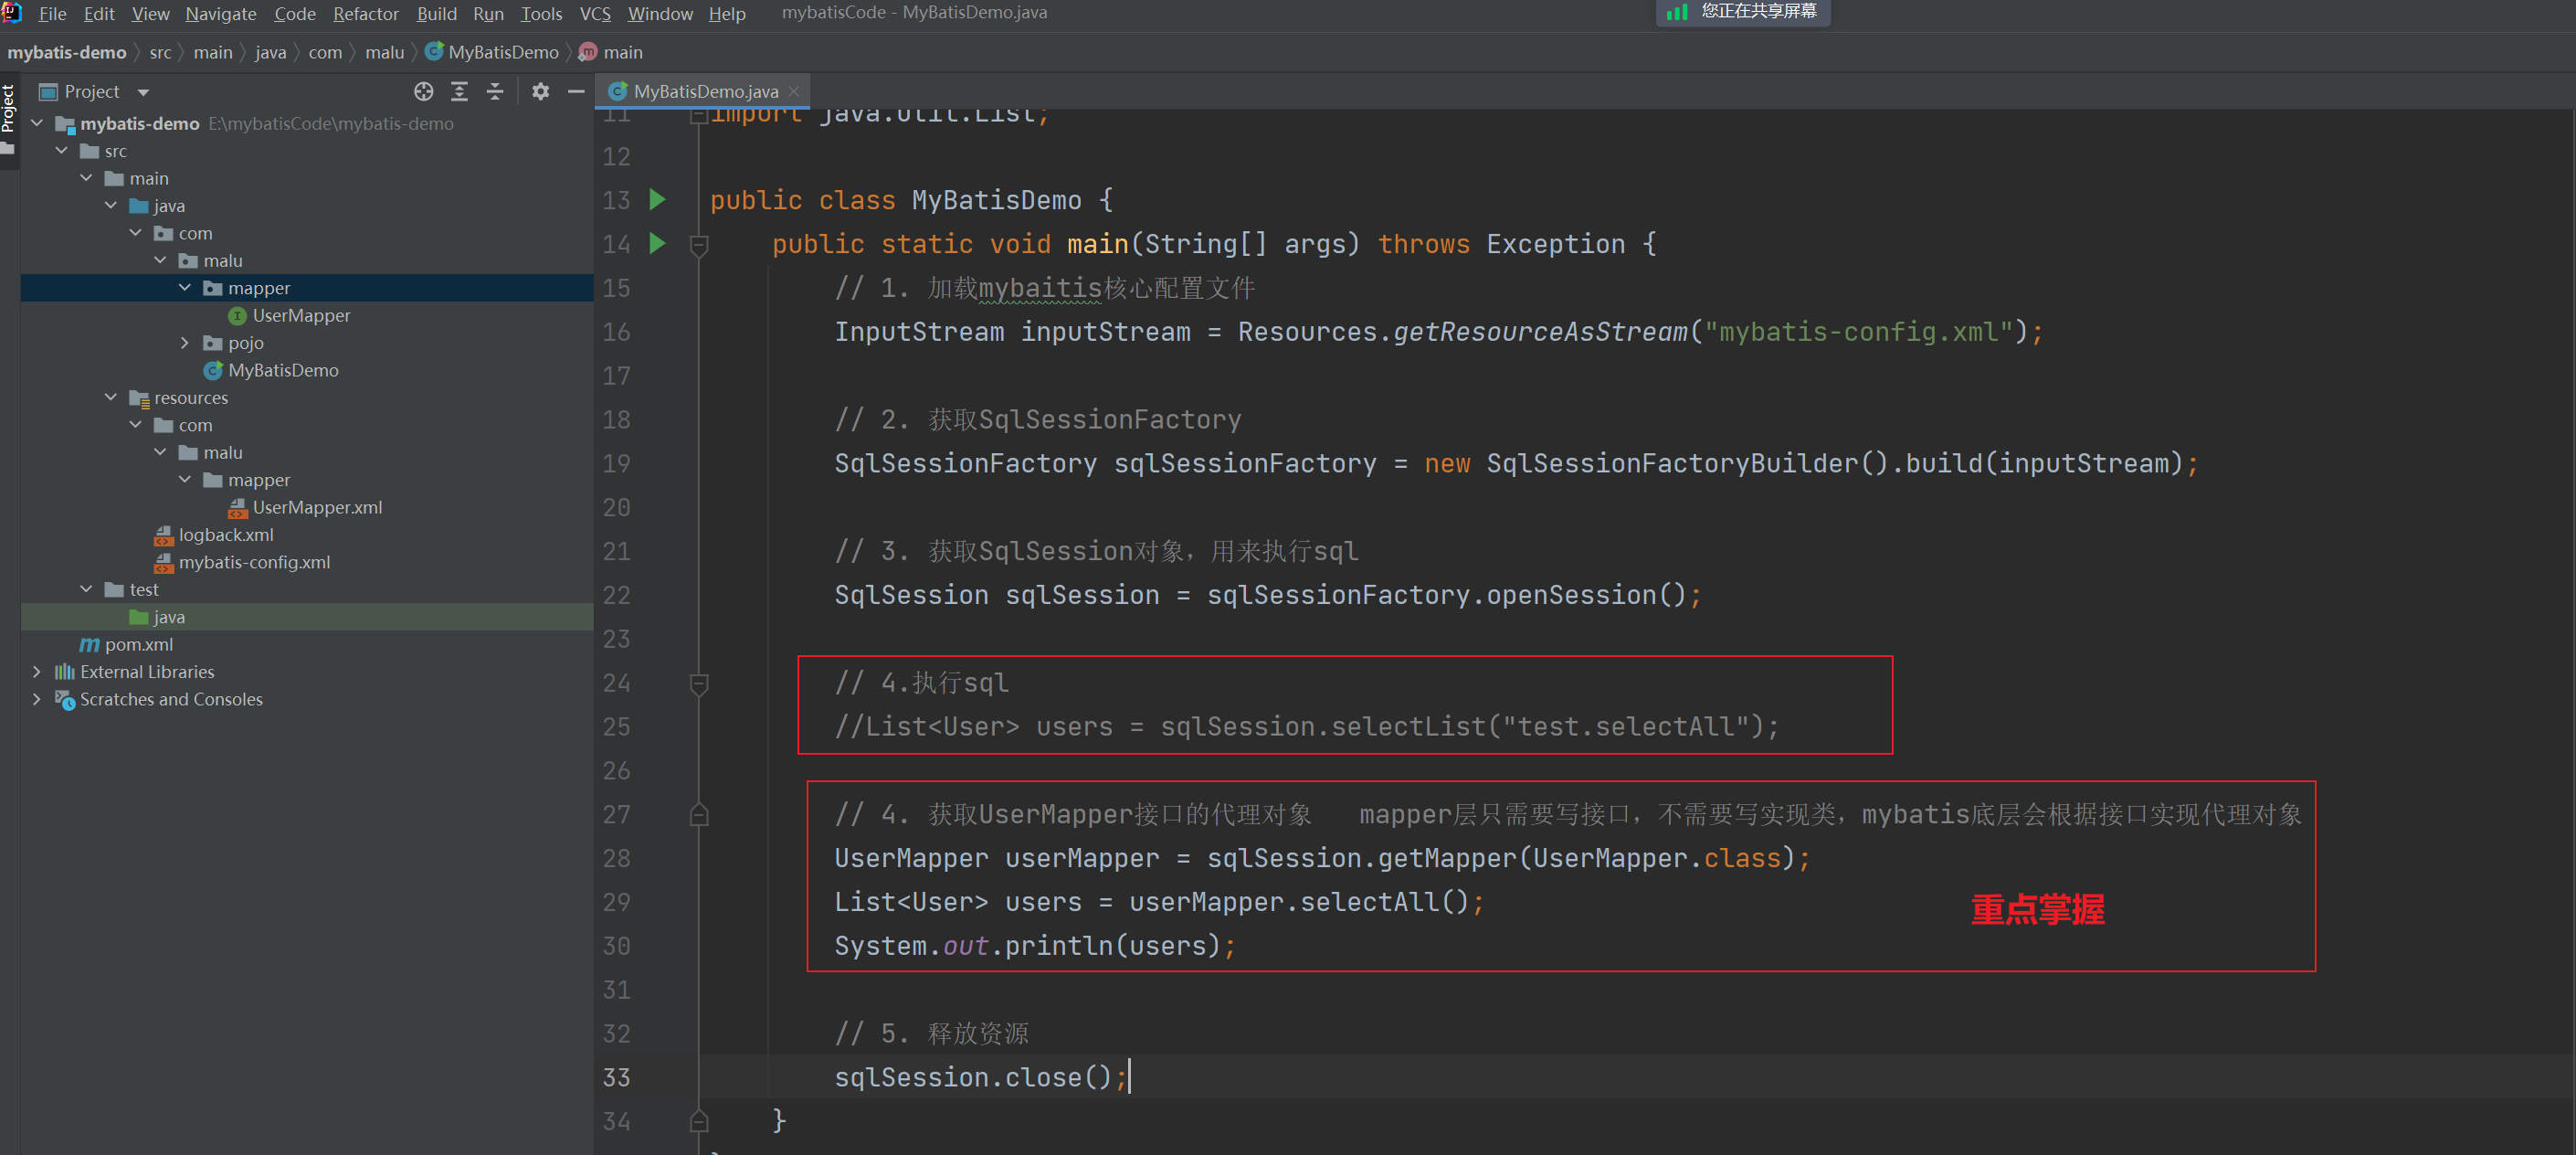 File Edit View Navigate Code Refactor Build Run Tools VCS Window Help mybatisCode - MyBatisDemo.java 您正在共享屏幕
mybatis-demo src main java com malu MyBatisDemo main
Project
Project
mybatis-demo E:\mybatisCode\mybatis-demo
src
main
java
com
malu
mapper
UserMapper
pojo
MyBatisDemo
resources
com
malu
mapper
UserMapper.xml
logback.xml
mybatis-config.xml
test
java
pom.xml
External Libraries
Scratches and Consoles
MyBatisDemo.java
11 import java.util.List;
12
13 public class MyBatisDemo {
14 public static void main(String[] args) throws Exception {
15 // 1. 加载mybaitis核心配置文件
16 InputStream inputStream = Resources.getResourceAsStream("mybatis-config.xml");
17
18 // 2. 获取SqlSessionFactory
19 SqlSessionFactory sqlSessionFactory = new SqlSessionFactoryBuilder().build(inputStream);
20
21 // 3. 获取SqlSession对象，用来执行sql
22 SqlSession sqlSession = sqlSessionFactory.openSession();
23
24 // 4.执行sql
25 //List<User> users = sqlSession.selectList("test.selectAll");
26
27 // 4. 获取UserMapper接口的代理对象 mapper层只需要写接口，不需要写实现类，mybatis底层会根据接口实现代理对象
28 UserMapper userMapper = sqlSession.getMapper(UserMapper.class);
29 List<User> users = userMapper.selectAll();
重点掌握
30 System.out.println(users);
31
32 // 5. 释放资源
33 sqlSession.close();
34 }